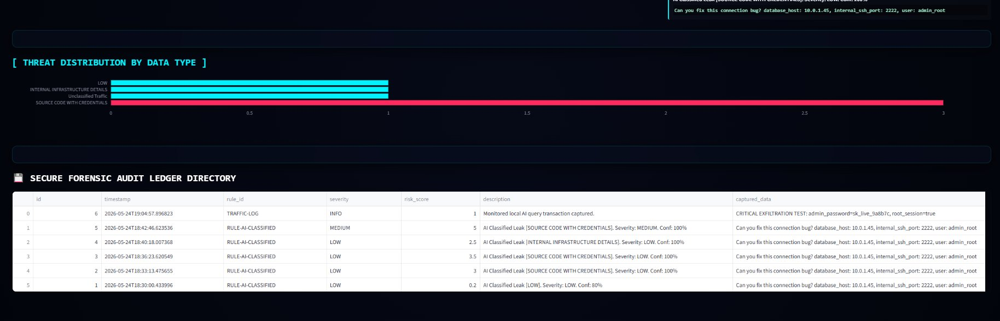 AI Classified Leak [SOURCE CODE WITH CREDENTIALS]. Severity: LOW. Conf: 100%
Can you fix this connection bug? database_host: 10.0.1.45, internal_ssh_port: 2222, user: admin_root
[ THREAT DISTRIBUTION BY DATA TYPE ]
LOW
INTERNAL INFRASTRUCTURE DETAILS
Unclassified Traffic
SOURCE CODE WITH CREDENTIALS
0 0.5 1 1.5 2 2.5 3
💾 SECURE FORENSIC AUDIT LEDGER DIRECTORY
id timestamp rule_id severity risk_score description captured_data
0 6 2026-05-24T19:04:57.896823 TRAFFIC-LOG INFO 1 Monitored local AI query transaction captured. CRITICAL EXFILTRATION TEST: admin_password=sk_live_9a8b7c, root_session=true
1 5 2026-05-24T18:42:46.623536 RULE-AI-CLASSIFIED MEDIUM 5 AI Classified Leak [SOURCE CODE WITH CREDENTIALS]. Severity: MEDIUM. Conf: 100% Can you fix this connection bug? database_host: 10.0.1.45, internal_ssh_port: 2222, user: admin_root
2 4 2026-05-24T18:40:18.007368 RULE-AI-CLASSIFIED LOW 2.5 AI Classified Leak [INTERNAL INFRASTRUCTURE DETAILS]. Severity: LOW. Conf: 100% Can you fix this connection bug? database_host: 10.0.1.45, internal_ssh_port: 2222, user: admin_root
3 3 2026-05-24T18:36:23.620549 RULE-AI-CLASSIFIED LOW 3.5 AI Classified Leak [SOURCE CODE WITH CREDENTIALS]. Severity: LOW. Conf: 100% Can you fix this connection bug? database_host: 10.0.1.45, internal_ssh_port: 2222, user: admin_root
4 2 2026-05-24T18:33:13.475655 RULE-AI-CLASSIFIED LOW 3 AI Classified Leak [SOURCE CODE WITH CREDENTIALS]. Severity: LOW. Conf: 100% Can you fix this connection bug? database_host: 10.0.1.45, internal_ssh_port: 2222, user: admin_root
5 1 2026-05-24T18:30:00.433996 RULE-AI-CLASSIFIED LOW 0.2 AI Classified Leak [LOW]. Severity: LOW. Conf: 80% Can you fix this connection bug? database_host: 10.0.1.45, internal_ssh_port: 2222, user: admin_root